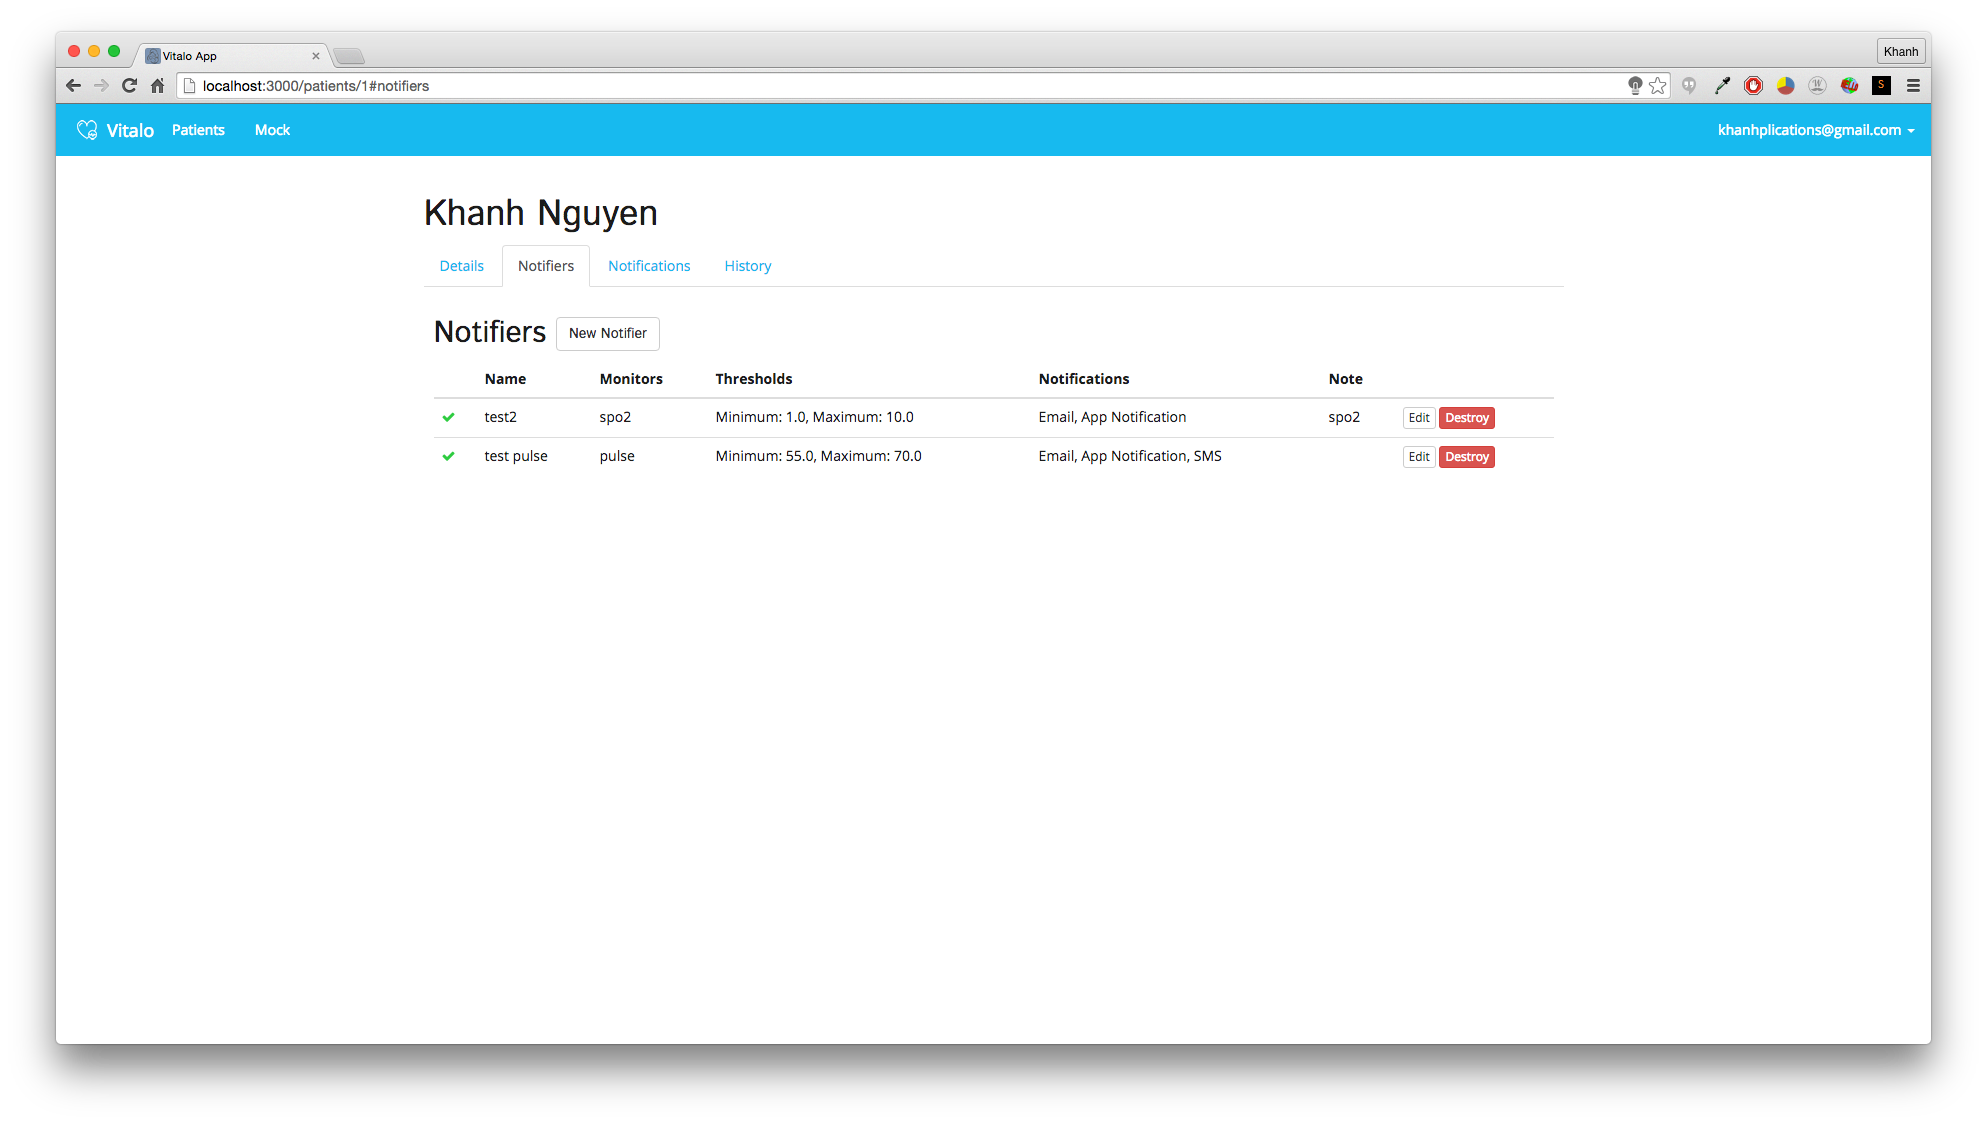 Vitalo App
Khanh
localhost:3000/patients/1#notifiers
Vitalo Patients Mock khanhplications@gmail.com
Khanh Nguyen
Details Notifiers Notifications History
Notifiers New Notifier
Name Monitors Thresholds Notifications Note
test2 spo2 Minimum: 1.0, Maximum: 10.0 Email, App Notification spo2 Edit Destroy
test pulse pulse Minimum: 55.0, Maximum: 70.0 Email, App Notification, SMS Edit Destroy